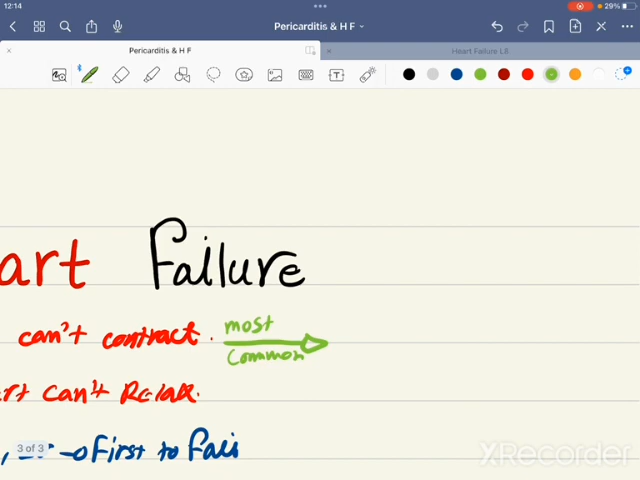 12:14
29%
Pericarditis & H F
Pericarditis & H F
Heart Failure L8
art Failure
can't contract. most common
rt can't Relax.
First to Fail
3 of 3
XRecorder